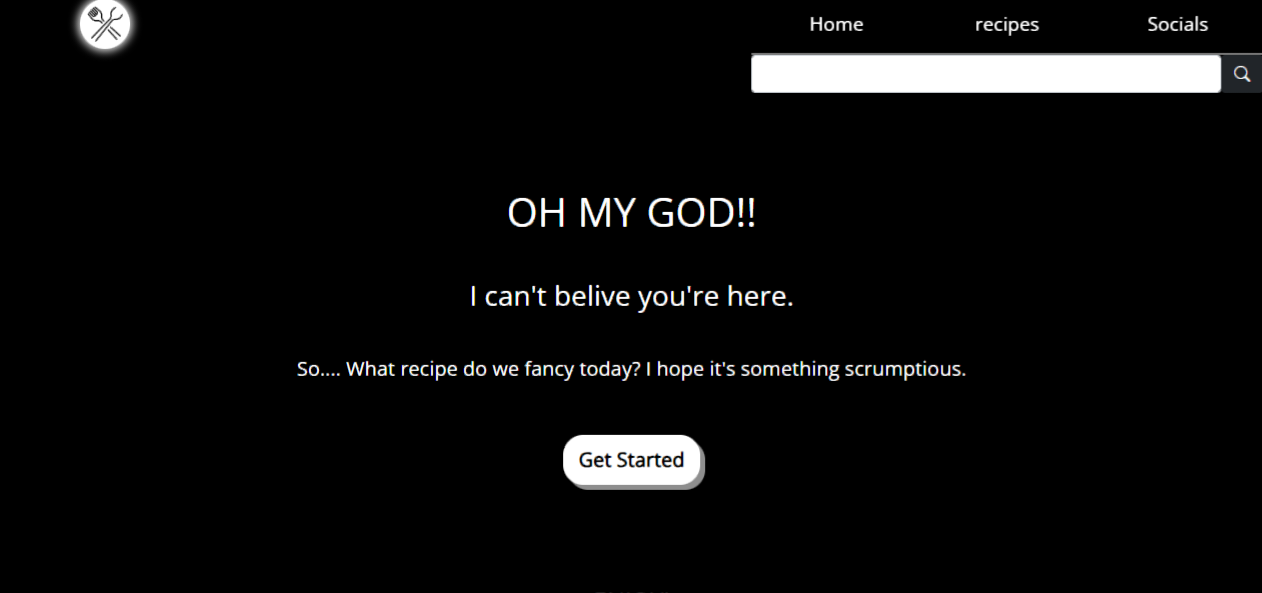 Home recipes Socials
OH MY GOD!!
I can't belive you're here.
So.... What recipe do we fancy today? I hope it's something scrumptious.
Get Started